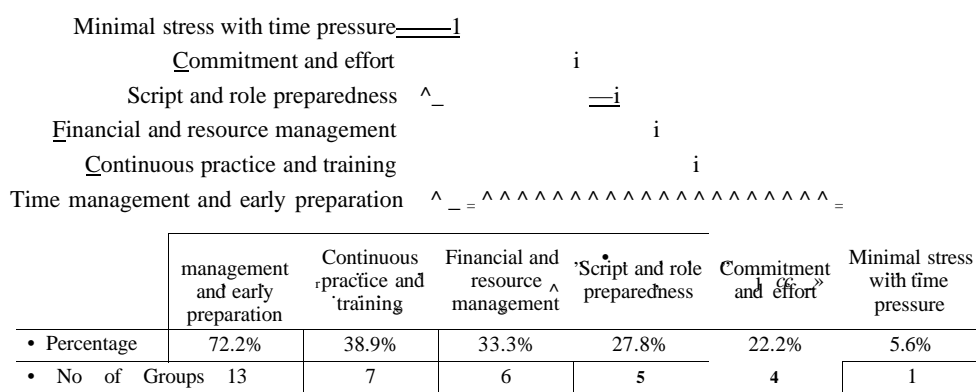 Minimal stress with time pressure 1
Commitment and effort i
Script and role preparedness ^_ —i
Financial and resource management i
Continuous practice and training i
Time management and early preparation ^ _ = ^ ^ ^ ^ ^ ^ ^ ^ ^ ^ ^ ^ ^ ^ ^ ^ ^ ^ ^ ^ =
management and early preparation
Continuous practice and training
Financial and resource management
Script and role preparedness
Commitment and effort
Minimal stress with time pressure
• Percentage 72.2% 38.9% 33.3% 27.8% 22.2% 5.6%
• No of Groups 13 7 6 5 4 1